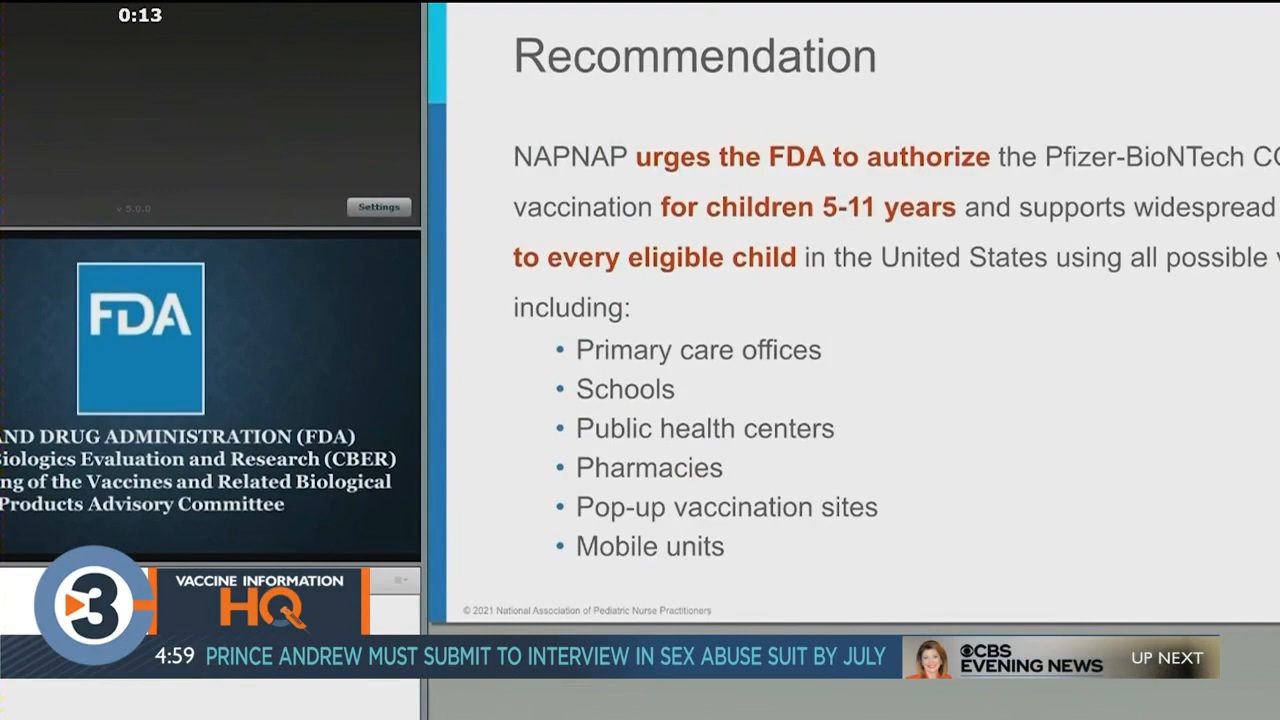 0:13
v 5.0.0
Settings
FDA
ND DRUG ADMINISTRATION (FDA)
iologics Evaluation and Research (CBER)
ng of the Vaccines and Related Biological
Products Advisory Committee
Recommendation
NAPNAP urges the FDA to authorize the Pfizer-BioNTech CO
vaccination for children 5-11 years and supports widespread
to every eligible child in the United States using all possible v
including:
• Primary care offices
• Schools
• Public health centers
• Pharmacies
• Pop-up vaccination sites
• Mobile units
© 2021 National Association of Pediatric Nurse Practitioners
3
VACCINE INFORMATION
HQ
4:59 PRINCE ANDREW MUST SUBMIT TO INTERVIEW IN SEX ABUSE SUIT BY JULY
CBS
EVENING NEWS
UP NEXT